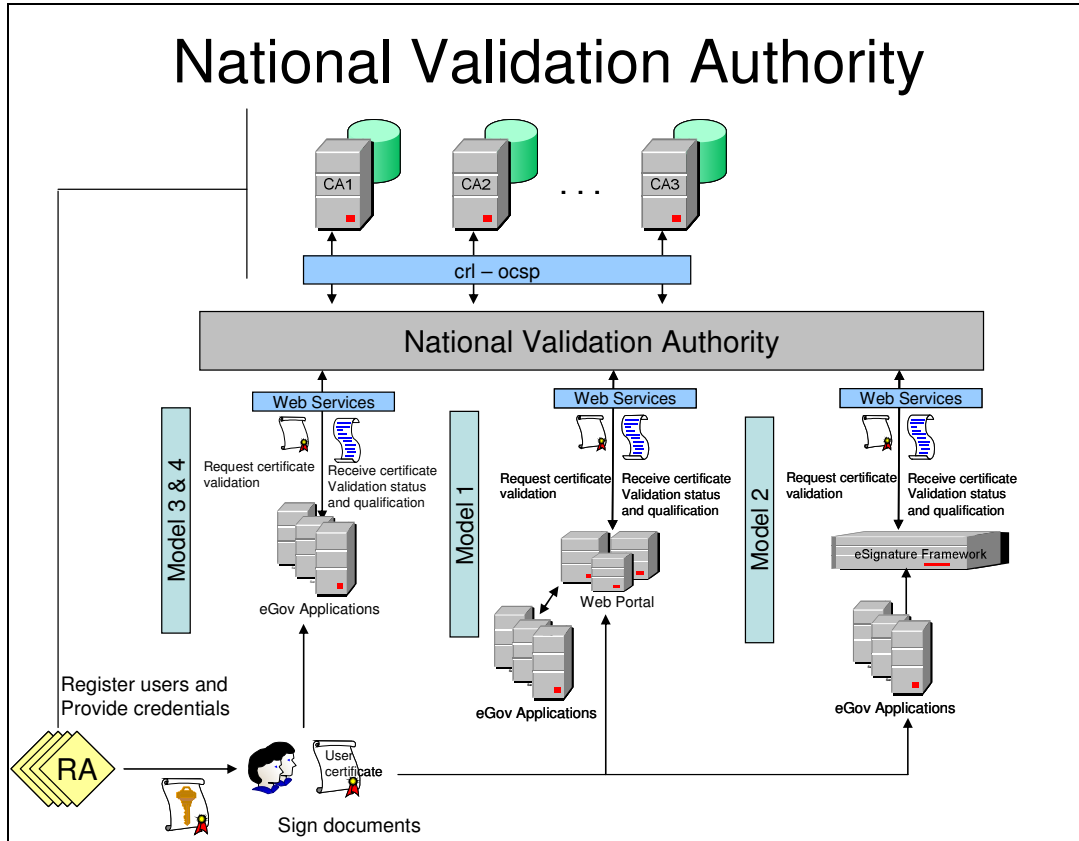 National Validation Authority
CA1
CA2
. . .
CA3
crl – ocsp
National Validation Authority
Web Services
Web Services
Web Services
Model 3 & 4
Request certificate
validation
Receive certificate
Validation status
and qualification
eGov Applications
Model 1
Request certificate
validation
Receive certificate
Validation status
and qualification
Web Portal
eGov Applications
Model 2
Request certificate
validation
Receive certificate
Validation status
and qualification
eSignature Framework
eGov Applications
Register users and
Provide credentials
RA
User
certificate
Sign documents